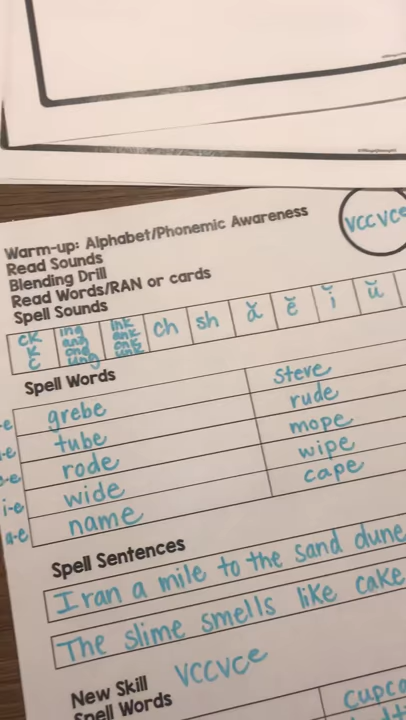 Warm-up: Alphabet/Phonemic Awareness
VCCVCe
Read Sounds
Blending Drill
Read Words/RAN or cards
Spell Sounds
ck k c
ing ang ong ung
ink ank onk unk
ch
sh
ă
ĕ
ĭ
ŭ
Spell Words
grebe
steve
tube
rude
rode
mope
i-e wide
wipe
a-e name
cape
Spell Sentences
I ran a mile to the sand dune
The slime smells like cake
New Skill VCCVCe
Spell Words